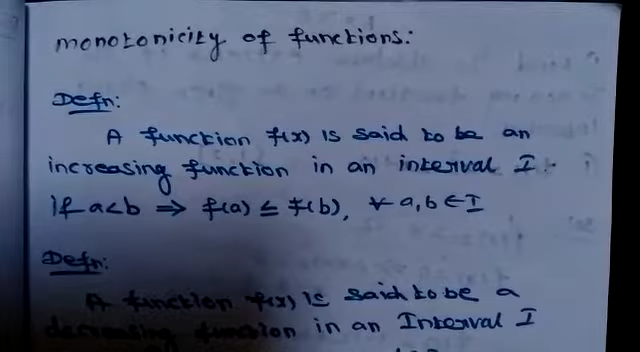 monotonicity of functions:
Defn:
A function f(x) is said to be an
increasing function in an interval I.
If a<b ⇒ f(a) ≤ f(b), ∀ a,b ∈ I
Defn:
A function f(x) is said to be a
decreasing function in an Interval I